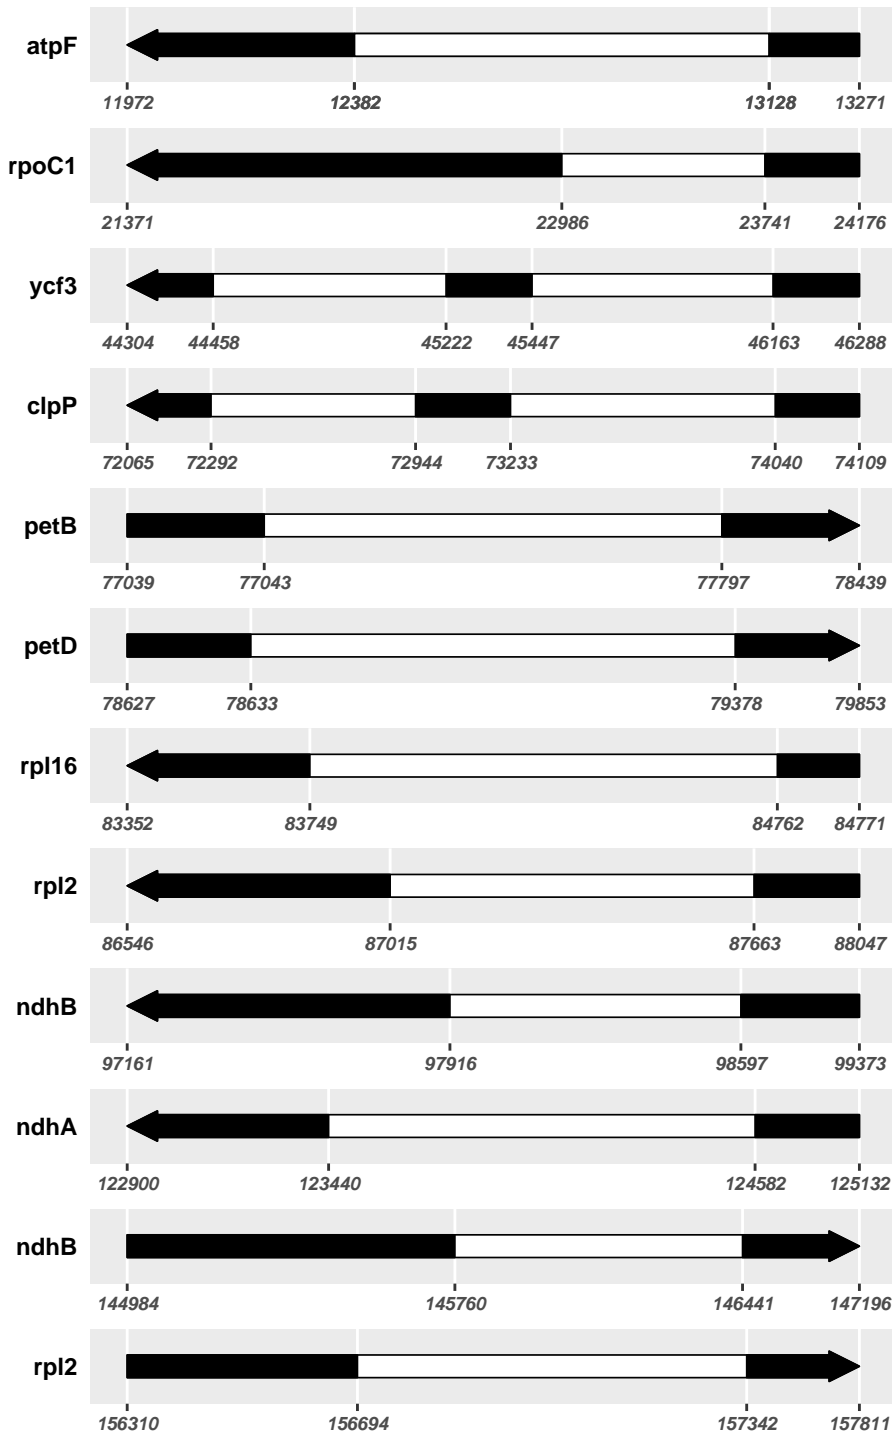 atpF
11972 12382 13128 13271
rpoC1
21371 22986 23741 24176
ycf3
44304 44458 45222 45447 46163 46288
clpP
72065 72292 72944 73233 74040 74109
petB
77039 77043 77797 78439
petD
78627 78633 79378 79853
rpl16
83352 83749 84762 84771
rpl2
86546 87015 87663 88047
ndhB
97161 97916 98597 99373
ndhA
122900 123440 124582 125132
ndhB
144984 145760 146441 147196
rpl2
156310 156694 157342 157811